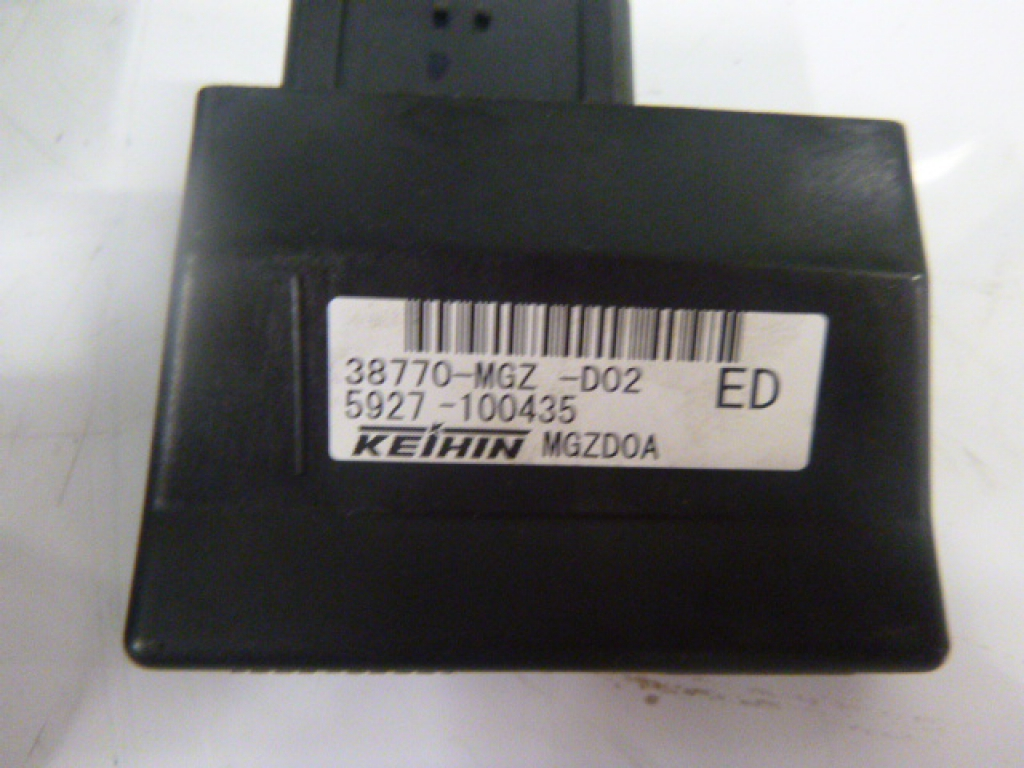 38770-MGZ -D02
ED
5927-100435
KEIHIN MGZD0A